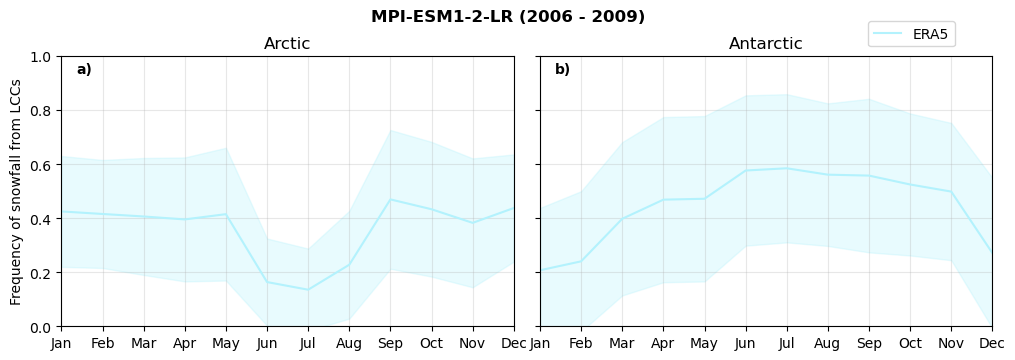 MPI-ESM1-2-LR (2006 - 2009)
ERA5
Arctic
Antarctic
a)
b)
Frequency of snowfall from LCCs
1.0
0.8
0.6
0.4
0.2
0.0
Jan Feb Mar Apr May Jun Jul Aug Sep Oct Nov Dec
Jan Feb Mar Apr May Jun Jul Aug Sep Oct Nov Dec